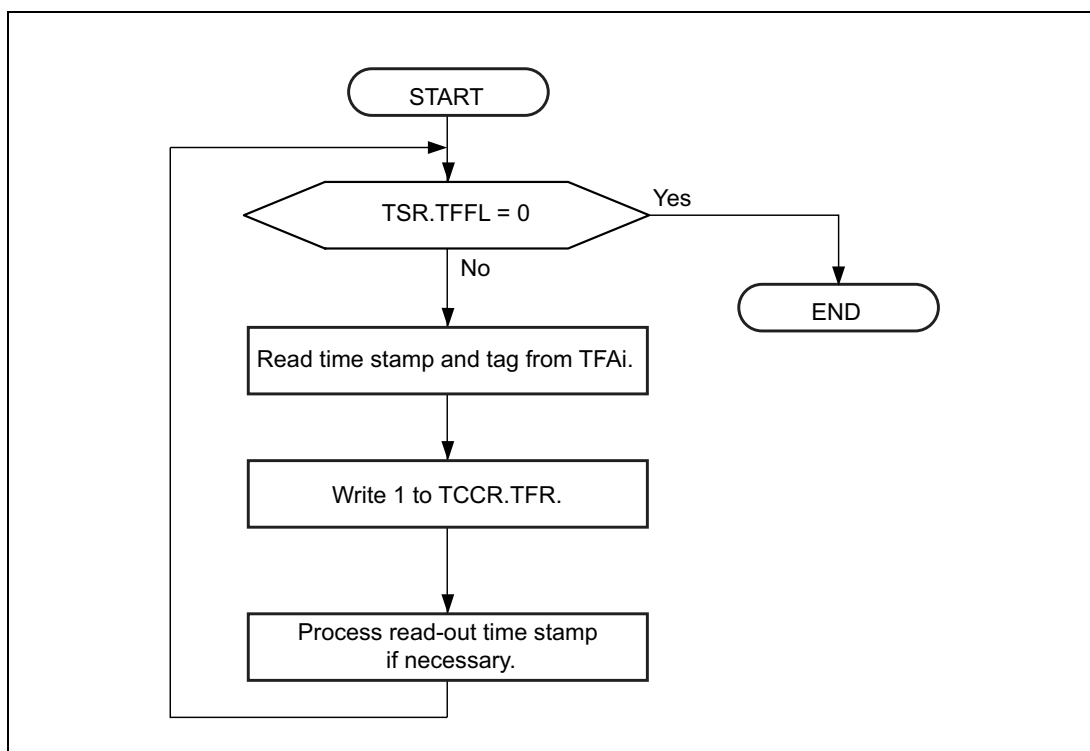 START
TSR.TFFL = 0
Yes
No
END
Read time stamp and tag from TFAi.
Write 1 to TCCR.TFR.
Process read-out time stamp
if necessary.